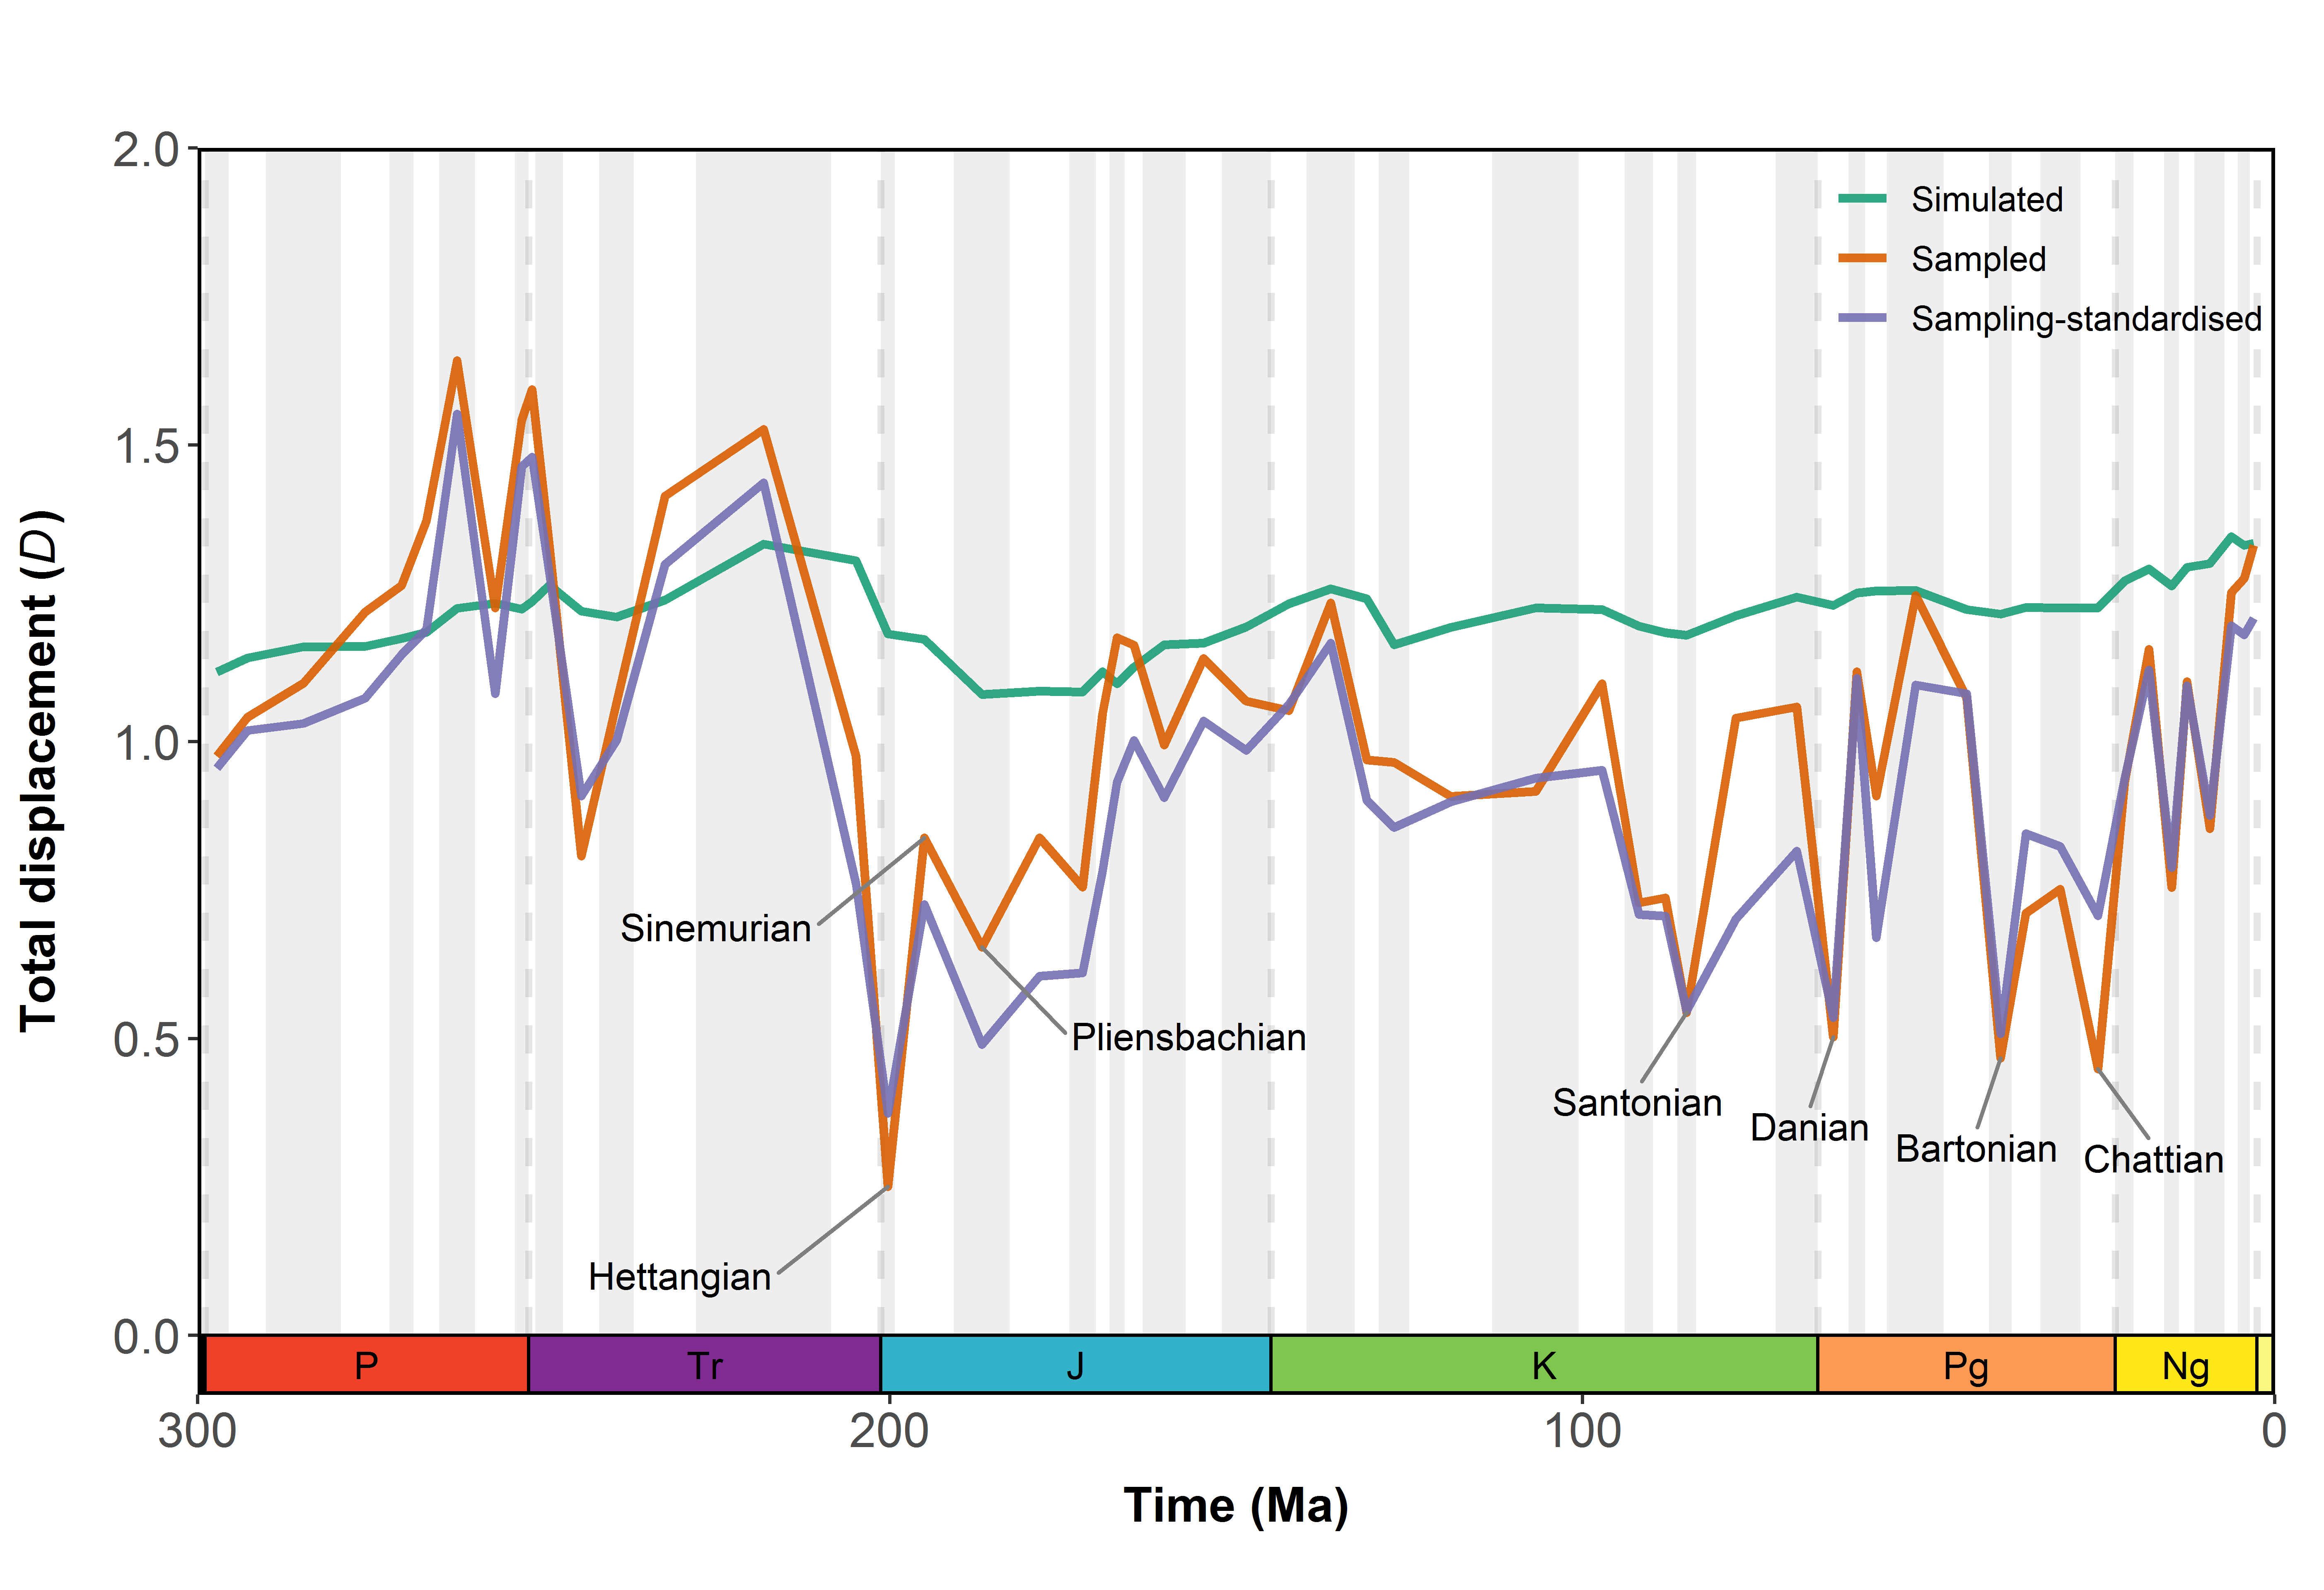 2.0
1.5
1.0
0.5
0.0
Total displacement (D)
Simulated
Sampled
Sampling-standardised
Sinemurian
Pliensbachian
Santonian
Danian
Bartonian
Chattian
Hettangian
P
Tr
J
K
Pg
Ng
300
200
100
0
Time (Ma)